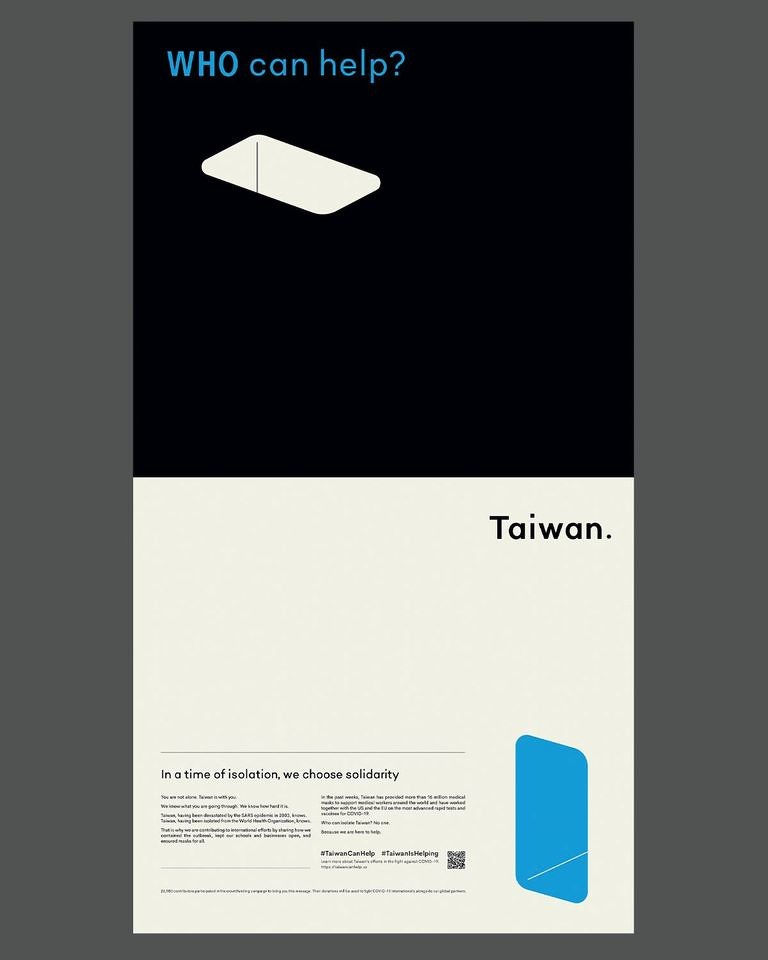 WHO can help?
Taiwan.
In a time of isolation, we choose solidarity
You are not alone. Taiwan is with you.
We know what you are going through. We know how hard it is.
Taiwan, having been devastated by the SARS epidemic in 2003, knows.
Taiwan, having been isolated from the World Health Organization, knows.
That is why we are contributing to international efforts by sharing how we
contained the outbreak, kept our schools and businesses open, and
ensured masks for all.
In the past weeks, Taiwan has provided more than 16 million medical
masks to support medical workers around the world and have worked
together with the US and the EU on the most advanced rapid tests and
vaccines for COVID-19.
Who can isolate Taiwan? No one.
Because we are here to help.
#TaiwanCanHelp #TaiwanIsHelping
Learn more about Taiwan's efforts in the fight against COVID-19.
https://taiwancanhelp.us
contributors participated in the crowdfunding campaign to bring you this message. Their donations will be used to fight COVID-19 internationally alongside our global partners.